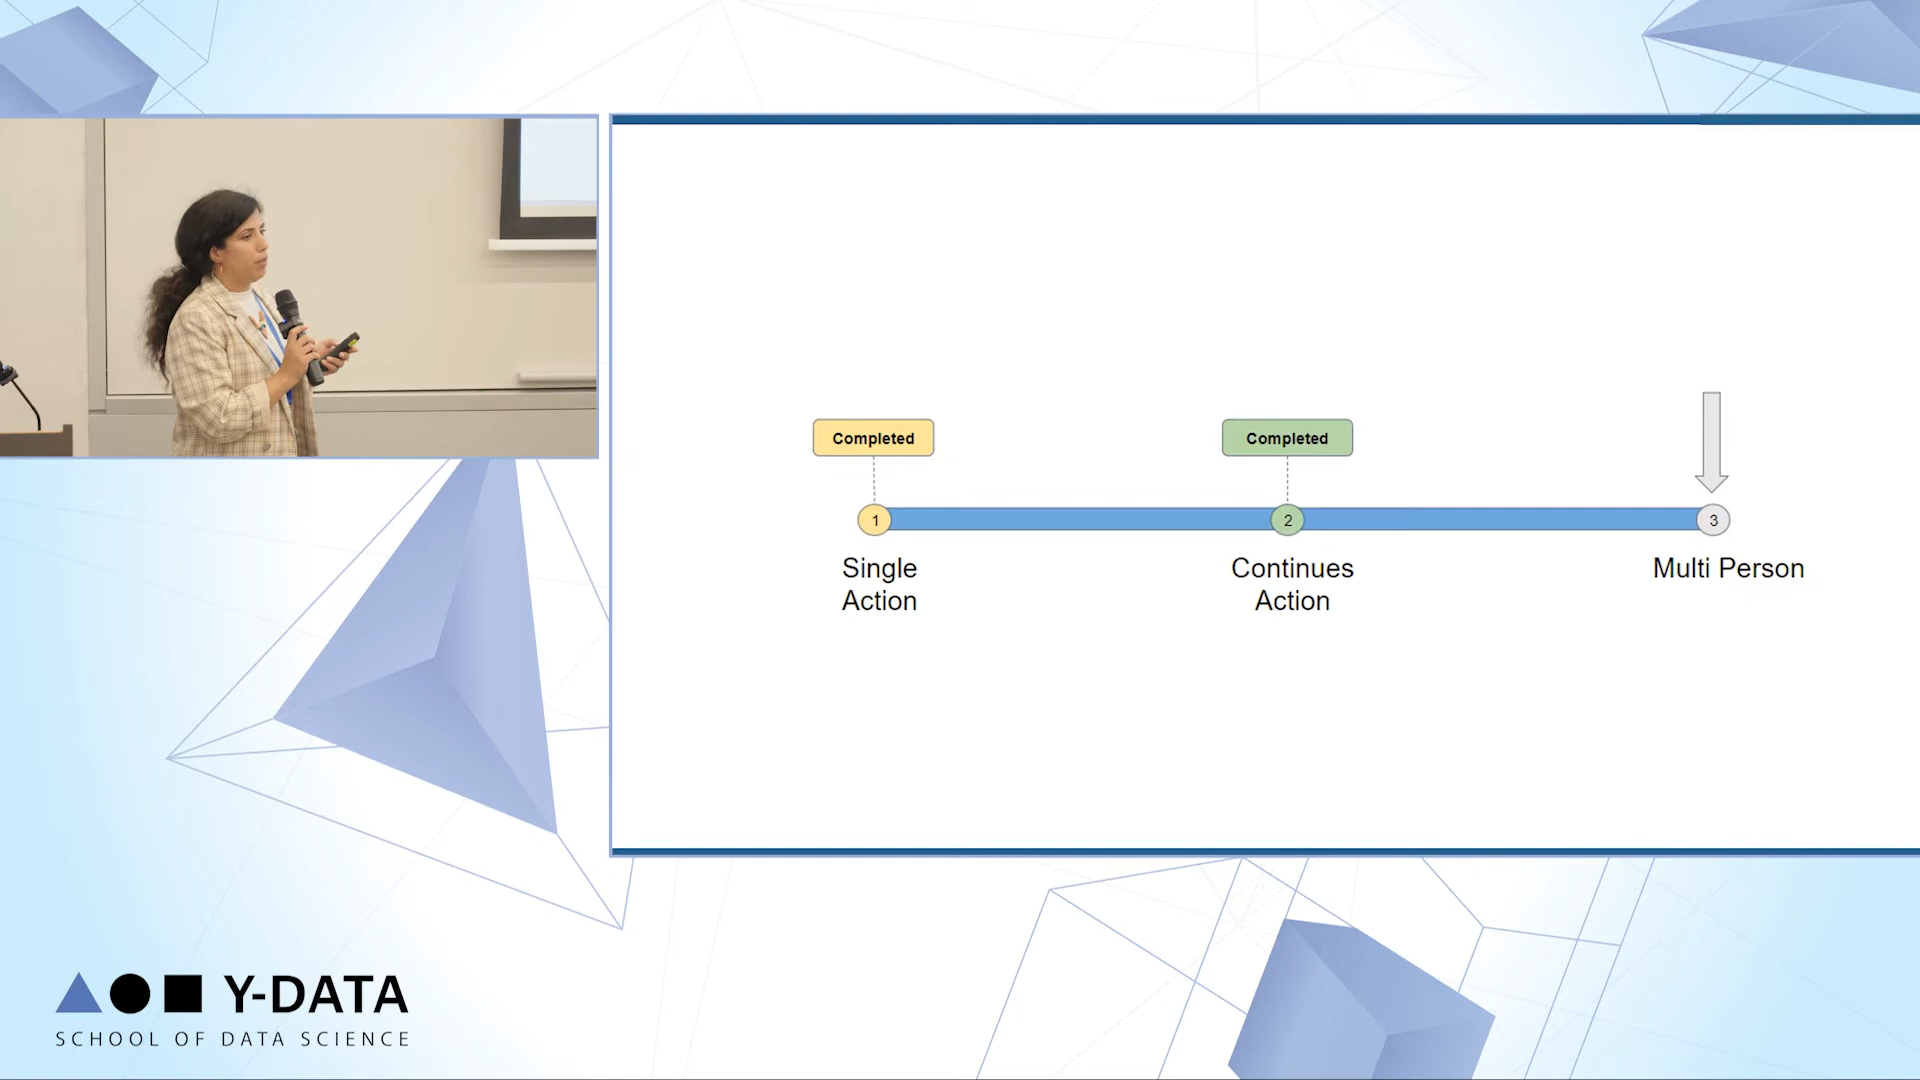 Completed
Completed
1
2
3
Single
Action
Continues
Action
Multi Person
Y-DATA
SCHOOL OF DATA SCIENCE